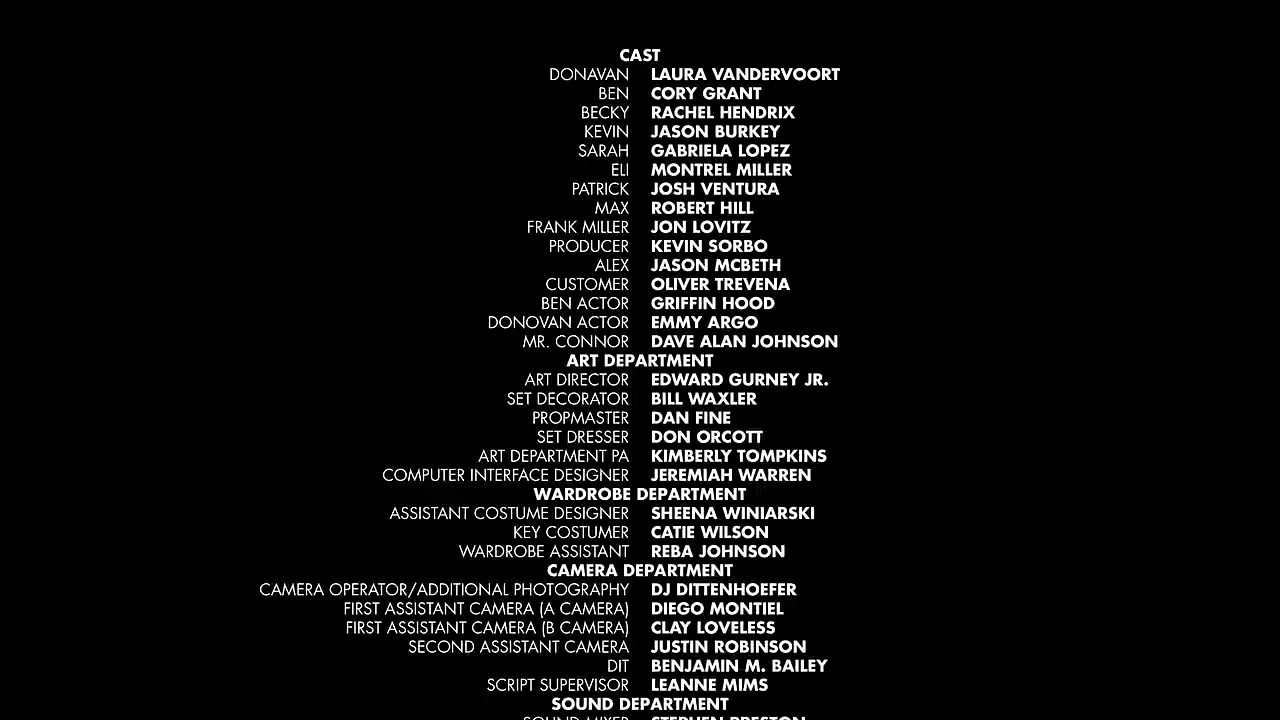 CAST
DONAVAN LAURA VANDERVOORT
BEN CORY GRANT
BECKY RACHEL HENDRIX
KEVIN JASON BURKEY
SARAH GABRIELA LOPEZ
ELI MONTREL MILLER
PATRICK JOSH VENTURA
MAX ROBERT HILL
FRANK MILLER JON LOVITZ
PRODUCER KEVIN SORBO
ALEX JASON MCBETH
CUSTOMER OLIVER TREVENA
BEN ACTOR GRIFFIN HOOD
DONOVAN ACTOR EMMY ARGO
MR. CONNOR DAVE ALAN JOHNSON
ART DEPARTMENT
ART DIRECTOR EDWARD GURNEY JR.
SET DECORATOR BILL WAXLER
PROPMASTER DAN FINE
SET DRESSER DON ORCOTT
ART DEPARTMENT PA KIMBERLY TOMPKINS
COMPUTER INTERFACE DESIGNER JEREMIAH WARREN
WARDROBE DEPARTMENT
ASSISTANT COSTUME DESIGNER SHEENA WINIARSKI
KEY COSTUMER CATIE WILSON
WARDROBE ASSISTANT REBA JOHNSON
CAMERA DEPARTMENT
CAMERA OPERATOR/ADDITIONAL PHOTOGRAPHY DJ DITTENHOEFER
FIRST ASSISTANT CAMERA (A CAMERA) DIEGO MONTIEL
FIRST ASSISTANT CAMERA (B CAMERA) CLAY LOVELESS
SECOND ASSISTANT CAMERA JUSTIN ROBINSON
DIT BENJAMIN M. BAILEY
SCRIPT SUPERVISOR LEANNE MIMS
SOUND DEPARTMENT
SOUND MIXER STEPHEN PRESTON